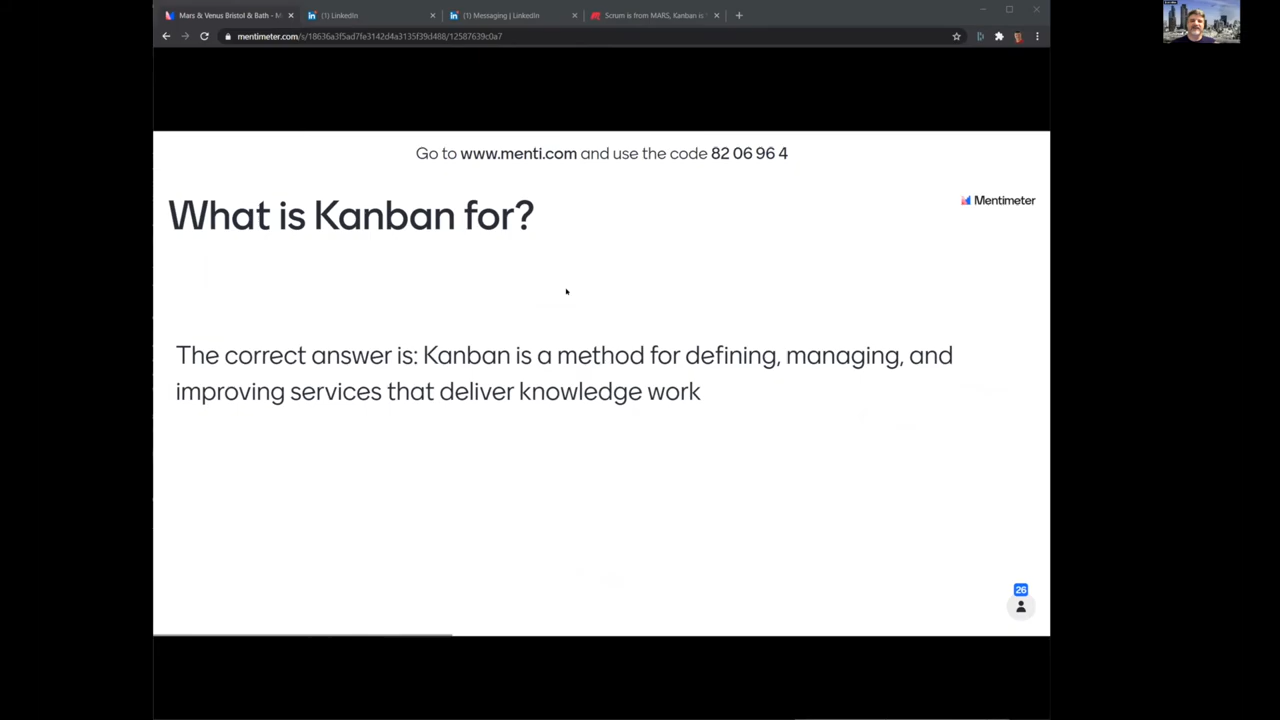 Mars & Venus Bristol & Bath - M
(1) LinkedIn
(1) Messaging | LinkedIn
Scrum is from MARS, Kanban is
mentimeter.com/s/18636a3f5ad7fe3142d4a3135f39d488/12587639c0a7
Go to www.menti.com and use the code 82 06 96 4
What is Kanban for?
Mentimeter
The correct answer is: Kanban is a method for defining, managing, and
improving services that deliver knowledge work
26